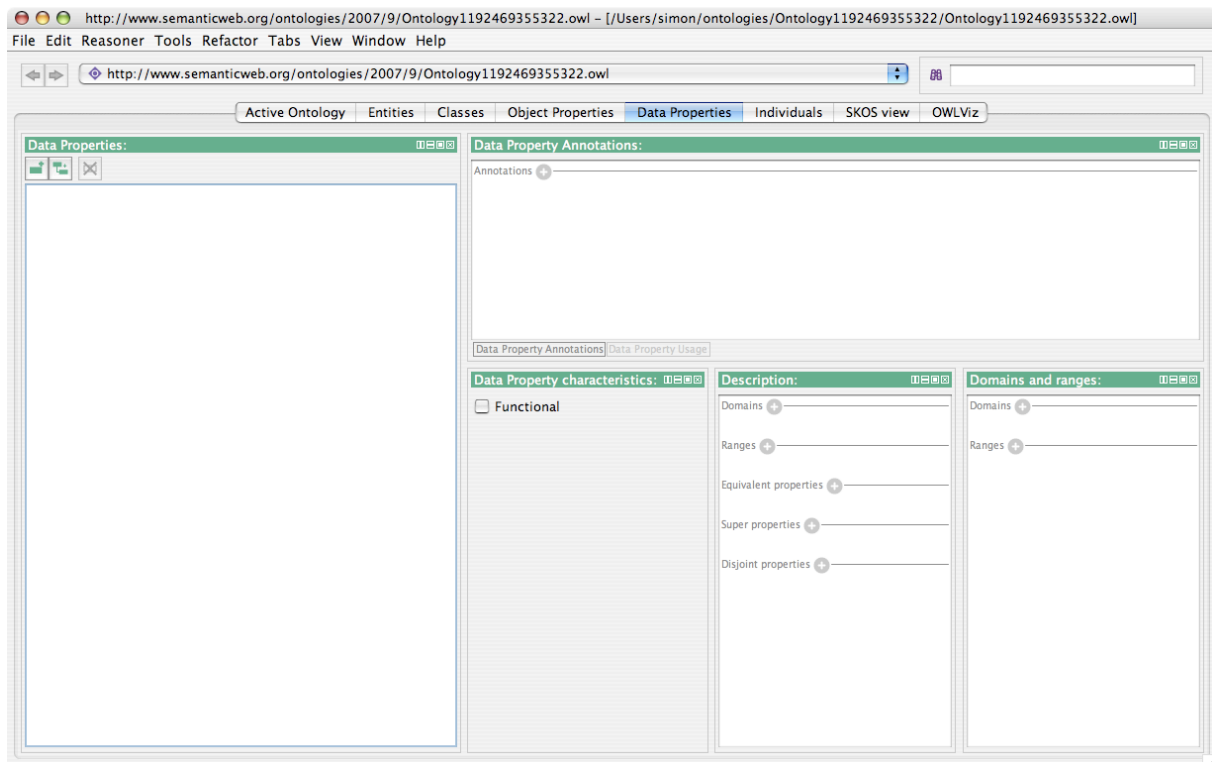 http://www.semanticweb.org/ontologies/2007/9/Ontology1192469355322.owl – [/Users/simon/ontologies/Ontology1192469355322/Ontology1192469355322.owl]
File Edit Reasoner Tools Refactor Tabs View Window Help
http://www.semanticweb.org/ontologies/2007/9/Ontology1192469355322.owl
Active Ontology Entities Classes Object Properties Data Properties Individuals SKOS view OWLViz
Data Properties:
Data Property Annotations:
Annotations
Data Property Annotations Data Property Usage
Data Property characteristics:
Functional
Description:
Domains
Ranges
Equivalent properties
Super properties
Disjoint properties
Domains and ranges:
Domains
Ranges